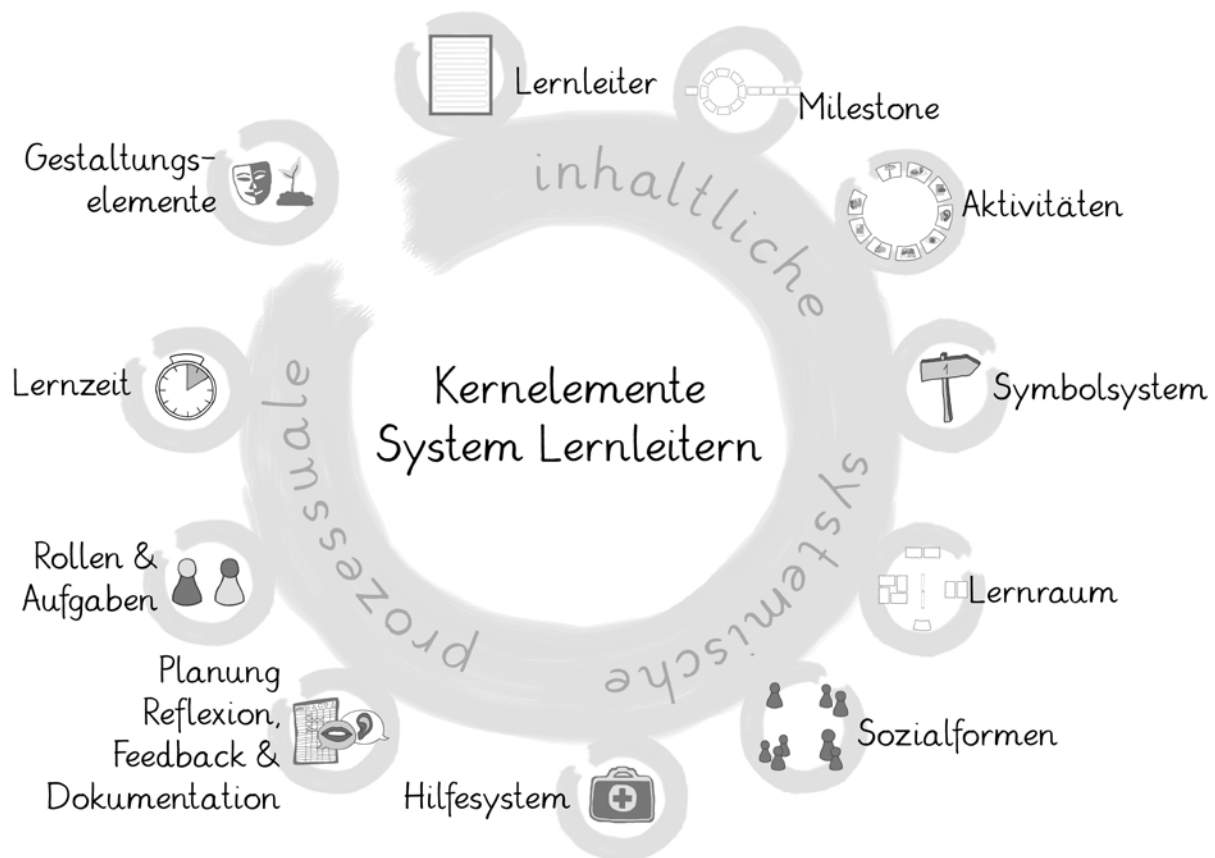 Kernelemente
System Lernleitern
inhaltliche
systemische
prozessuale
Lernleiter
Milestone
Aktivitäten
Symbolsystem
1
Lernraum
Sozialformen
Hilfesystem
Planung
Reflexion,
Feedback &
Dokumentation
Rollen &
Aufgaben
Lernzeit
Gestaltungs-
elemente